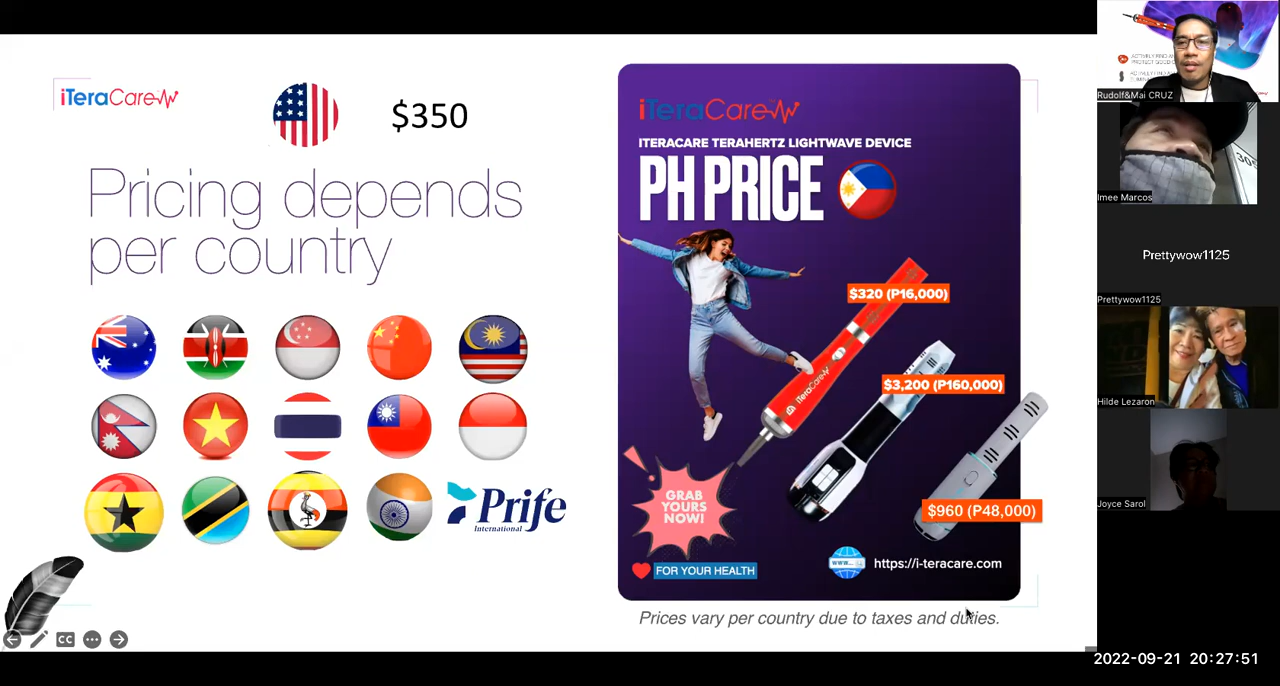 iTeraCare
$350
Pricing depends
per country
Prife
International
iTeraCare
ITERACARE TERAHERTZ LIGHTWAVE DEVICE
PH PRICE
$320 (P16,000)
iTeraCare
$3,200 (P160,000)
$960 (P48,000)
GRAB
YOURS
NOW!
FOR YOUR HEALTH
www...
https://i-teracare.com
Prices vary per country due to taxes and duties.
CC
Rudolf&Mai CRUZ
Imee Marcos
Prettywow1125
Prettywow1125
Hilde Lezaron
Joyce Sarol
2022-09-21 20:27:51